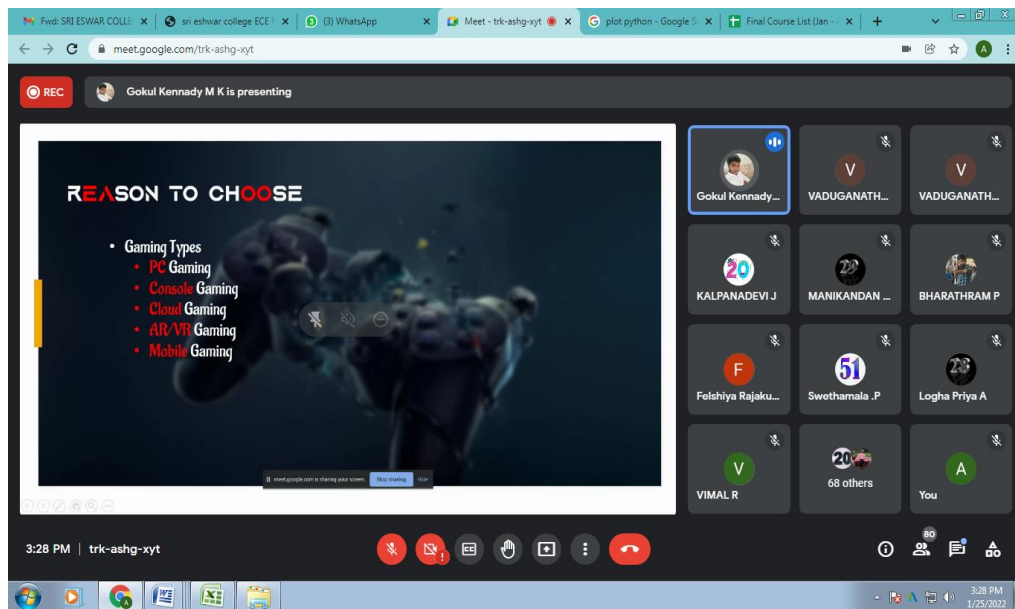 Fwd: SRI ESWAR COLLE
sri eshwar college ECE
(3) WhatsApp
Meet - trk-ashg-xyt
plot python - Google S
Final Course List (Jan -
meet.google.com/trk-ashg-xyt
A
REC
Gokul Kennady M K is presenting
REASON TO CHOOSE
• Gaming Types
• PC Gaming
• Console Gaming
• Cloud Gaming
• AR/VR Gaming
• Mobile Gaming
meet.google.com is sharing your screen. Stop sharing Hide
Gokul Kennady...
V
VADUGANATH...
V
VADUGANATH...
20
KALPANADEVI J
MANIKANDAN ...
BHARATHRAM P
F
Felshiya Rajaku...
51
Swethamala .P
Logha Priya A
V
VIMAL R
20
68 others
A
You
3:28 PM | trk-ashg-xyt
80
3:28 PM
1/25/2022